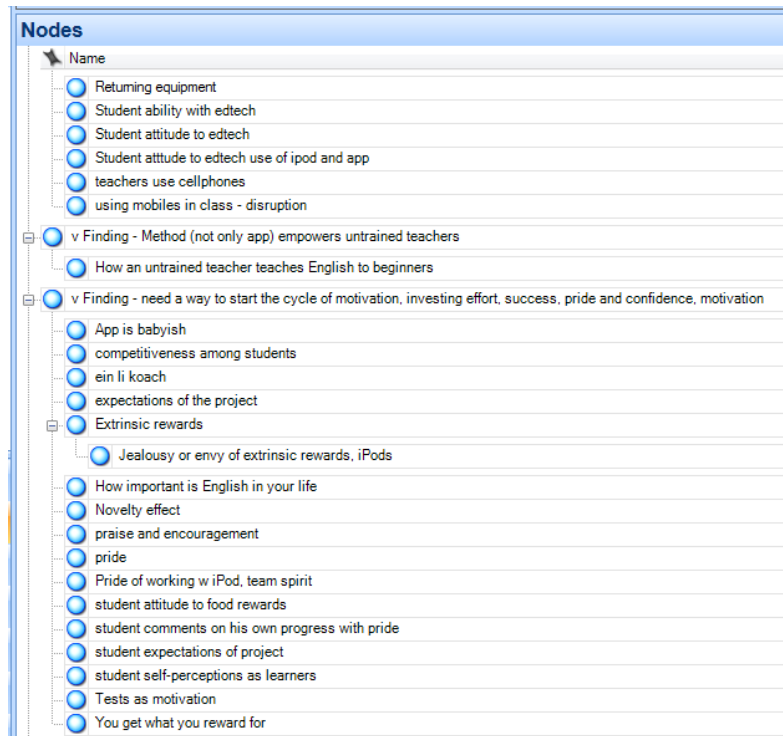 Nodes
Name
Returning equipment
Student ability with edtech
Student attitude to edtech
Student atttude to edtech use of ipod and app
teachers use cellphones
using mobiles in class - disruption
v Finding - Method (not only app) empowers untrained teachers
How an untrained teacher teaches English to beginners
v Finding - need a way to start the cycle of motivation, investing effort, success, pride and confidence, motivation
App is babyish
competitiveness among students
ein li koach
expectations of the project
Extrinsic rewards
Jealousy or envy of extrinsic rewards, iPods
How important is English in your life
Novelty effect
praise and encouragement
pride
Pride of working w iPod, team spirit
student attitude to food rewards
student comments on his own progress with pride
student expectations of project
student self-perceptions as learners
Tests as motivation
You get what you reward for